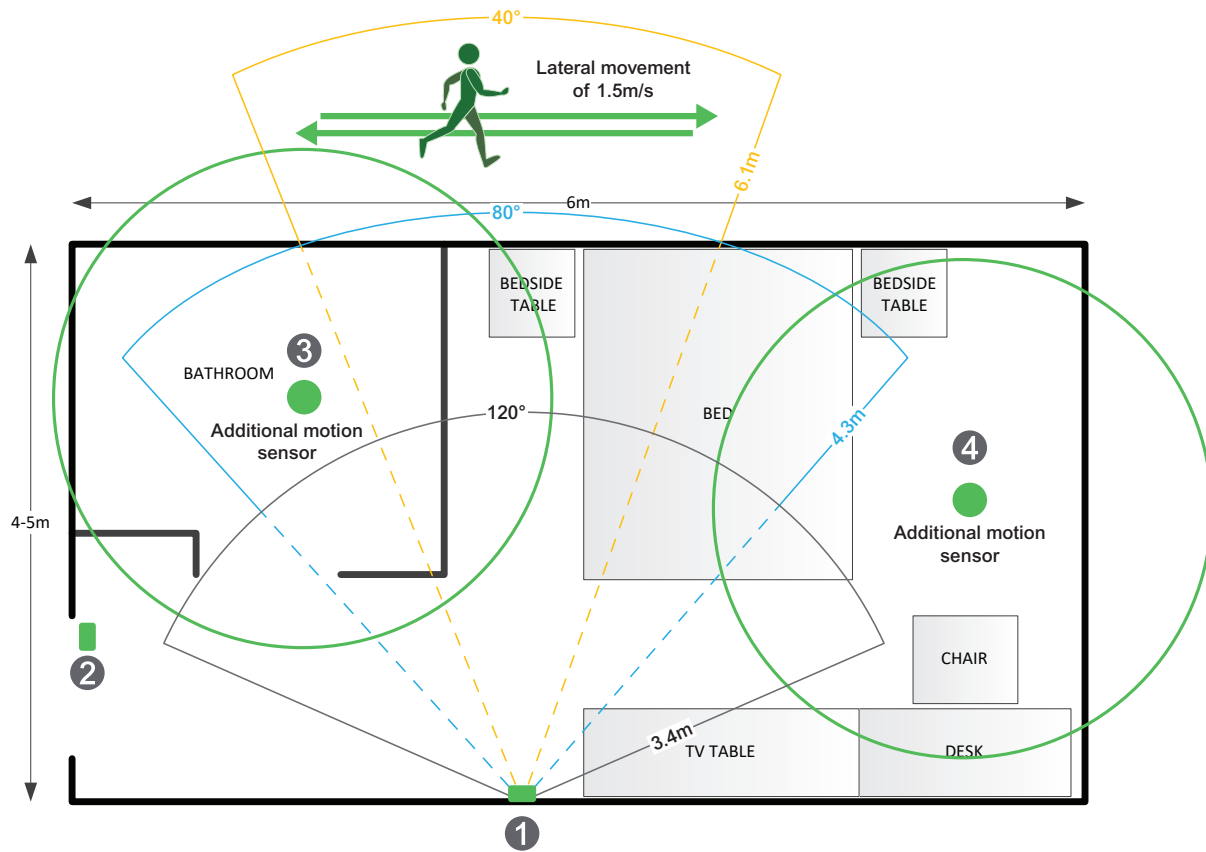 40°
Lateral movement
of 1.5m/s
6.1m
6m
80°
BEDSIDE
TABLE
BEDSIDE
TABLE
3
BATHROOM
Additional motion
sensor
120°
BED
4.3m
4
Additional motion
sensor
4-5m
2
CHAIR
3.4m
TV TABLE
DESK
1